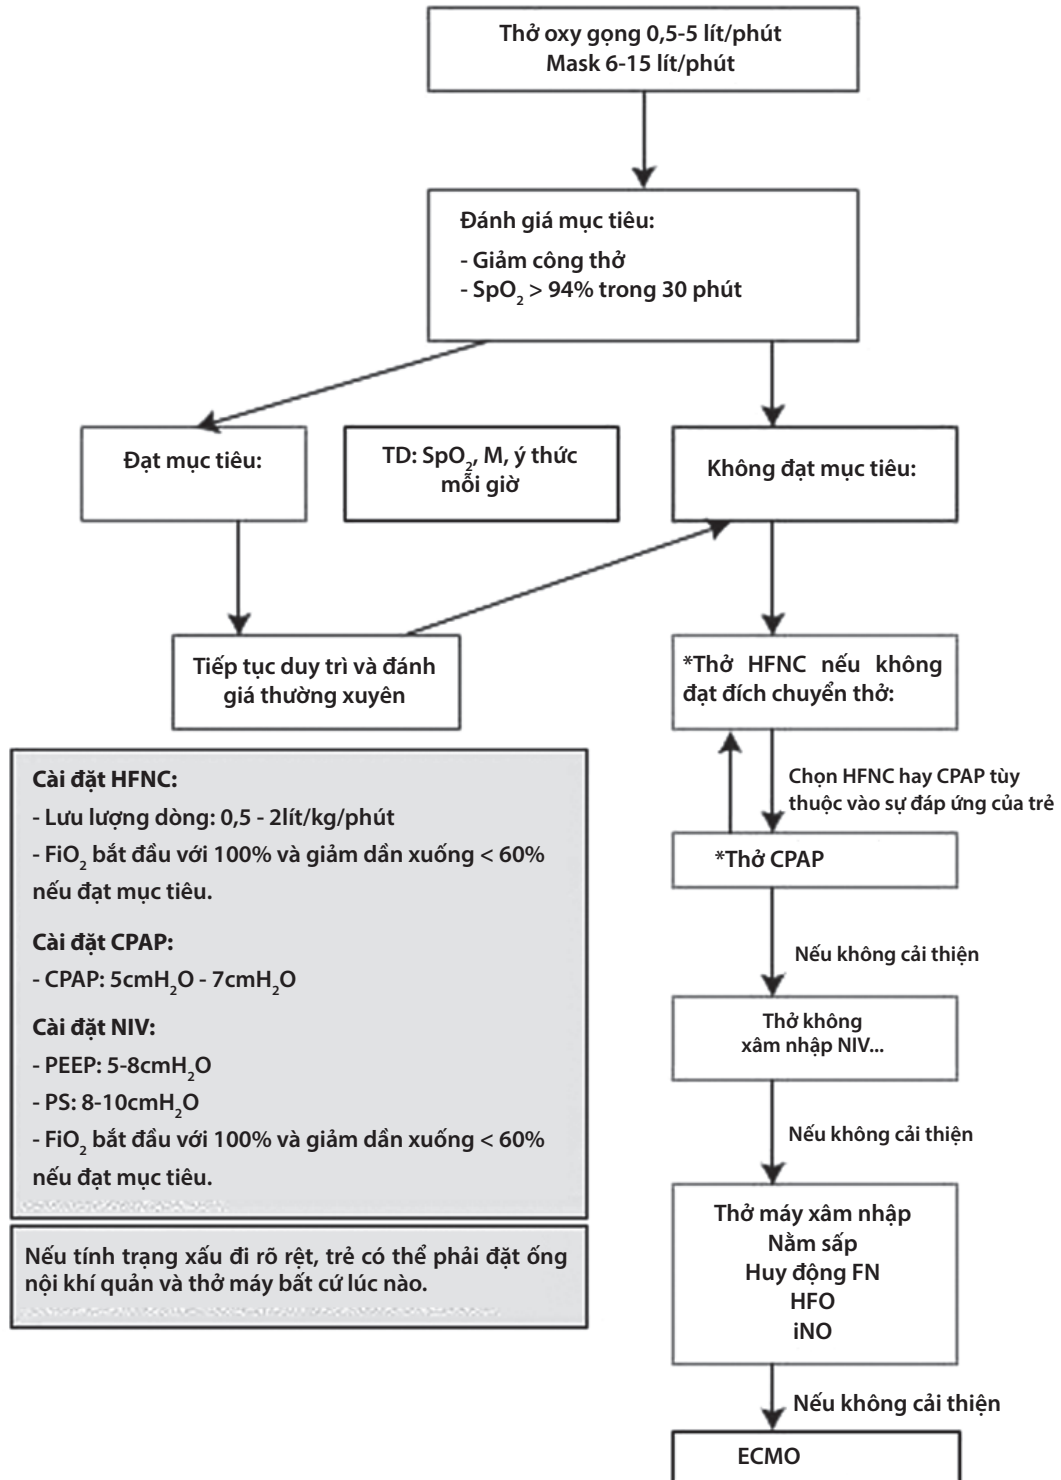 Thở oxy gọng 0,5-5 lít/phút
Mask 6-15 lít/phút
Đánh giá mục tiêu:
- Giảm công thở
- SpO₂ > 94% trong 30 phút
Đạt mục tiêu:
TD: SpO₂, M, ý thức
mỗi giờ
Không đạt mục tiêu:
Tiếp tục duy trì và đánh
giá thường xuyên
*Thở HFNC nếu không
đạt đích chuyển thở:
Chọn HFNC hay CPAP tùy
thuộc vào sự đáp ứng của trẻ
*Thở CPAP
Nếu không cải thiện
Thở không
xâm nhập NIV...
Nếu không cải thiện
Thở máy xâm nhập
Nằm sấp
Huy động FN
HFO
iNO
Nếu không cải thiện
ECMO
Cài đặt HFNC:
- Lưu lượng dòng: 0,5 - 2lít/kg/phút
- FiO₂ bắt đầu với 100% và giảm dần xuống < 60%
nếu đạt mục tiêu.
Cài đặt CPAP:
- CPAP: 5cmH₂O - 7cmH₂O
Cài đặt NIV:
- PEEP: 5-8cmH₂O
- PS: 8-10cmH₂O
- FiO₂ bắt đầu với 100% và giảm dần xuống < 60%
nếu đạt mục tiêu.
Nếu tính trạng xấu đi rõ rệt, trẻ có thể phải đặt ống
nội khí quản và thở máy bất cứ lúc nào.